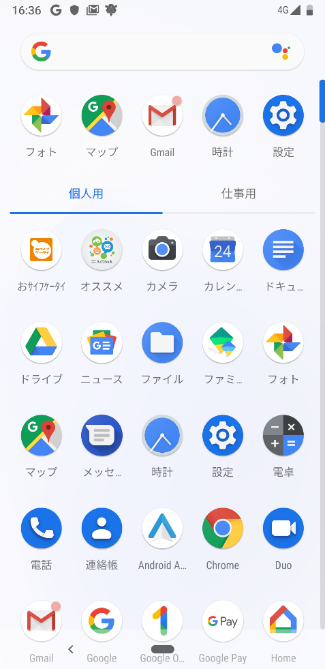 16:36
4G
フォト
マップ
Gmail
時計
設定
個人用
仕事用
おサイフケータイ
オススメ
カメラ
カレン...
ドキュ...
ドライブ
ニュース
ファイル
ファミ...
フォト
マップ
メッセ...
時計
設定
電卓
電話
連絡帳
Android A...
Chrome
Duo
Gmail
Google
Google O...
Google Pay
Home